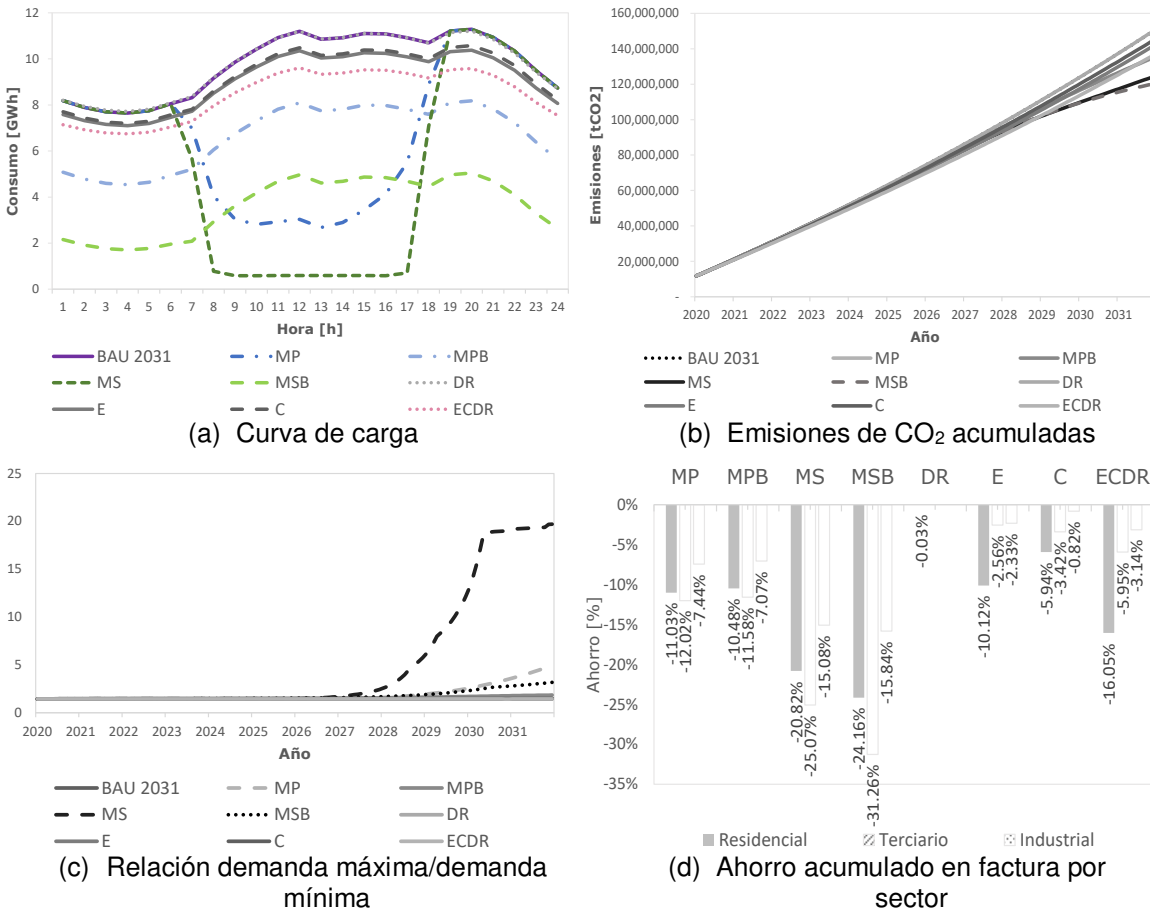 12
10
8
6
4
2
0
Consumo [GWh]
1 2 3 4 5 6 7 8 9 10 11 12 13 14 15 16 17 18 19 20 21 22 23 24
Hora [h]
BAU 2031 MP MPB
MS MSB DR
E C ECDR
(a) Curva de carga
160,000,000
140,000,000
120,000,000
100,000,000
80,000,000
60,000,000
40,000,000
20,000,000
-
Emisiones [tCO2]
2020 2021 2022 2023 2024 2025 2026 2027 2028 2029 2030 2031
Año
BAU 2031 MP MPB
MS MSB DR
E C ECDR
(b) Emisiones de CO₂ acumuladas
25
20
15
10
5
0
2020 2021 2022 2023 2024 2025 2026 2027 2028 2029 2030 2031
Año
BAU 2031 MP MPB
MS MSB DR
E C ECDR
(c) Relación demanda máxima/demanda
mínima
MP MPB MS MSB DR E C ECDR
0%
-5%
-10%
-15%
-20%
-25%
-30%
-35%
Ahorro [%]
-11.03%
-12.02%
-7.44%
-10.48%
-11.58%
-7.07%
-20.82%
-25.07%
-15.08%
-24.16%
-31.26%
-15.84%
-0.03%
-10.12%
-2.56%
-2.33%
-5.94%
-3.42%
-0.82%
-16.05%
-5.95%
-3.14%
Residencial Terciario Industrial
(d) Ahorro acumulado en factura por
sector